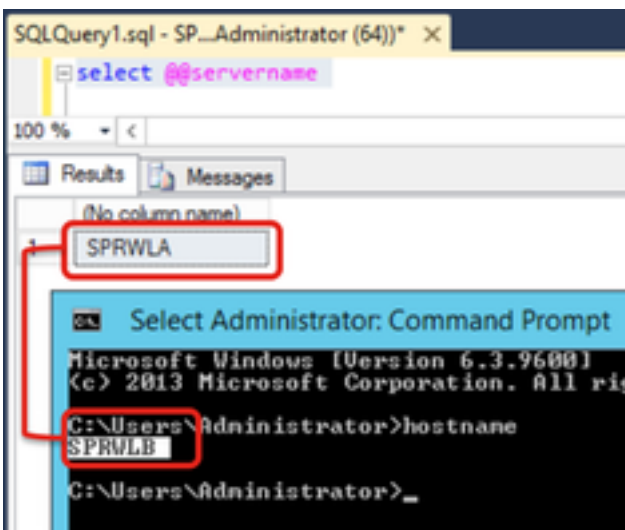 SQLQuery1.sql - SP...Administrator (64))* ×
select @@servername
100 %
Results Messages
(No column name)
1 SPRWLA
Select Administrator: Command Prompt
Microsoft Windows [Version 6.3.9600]
(c) 2013 Microsoft Corporation. All
C:\Users\Administrator>hostname
SPRWLB
C:\Users\Administrator>_